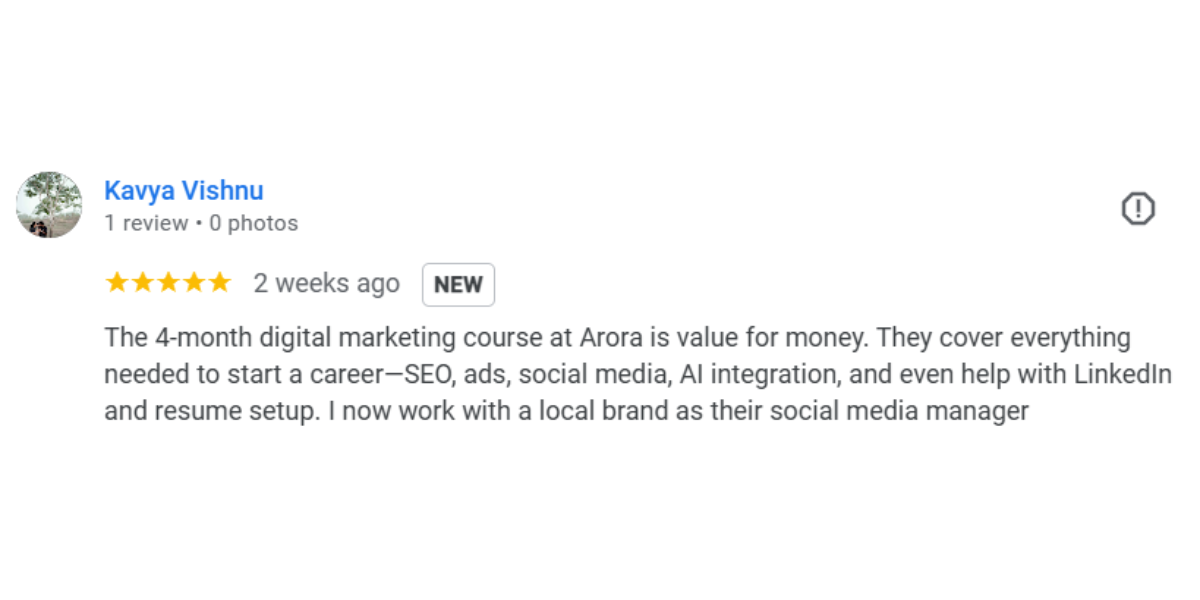 Kavya Vishnu
1 review • 0 photos
2 weeks ago NEW
The 4-month digital marketing course at Arora is value for money. They cover everything
needed to start a career—SEO, ads, social media, AI integration, and even help with LinkedIn
and resume setup. I now work with a local brand as their social media manager